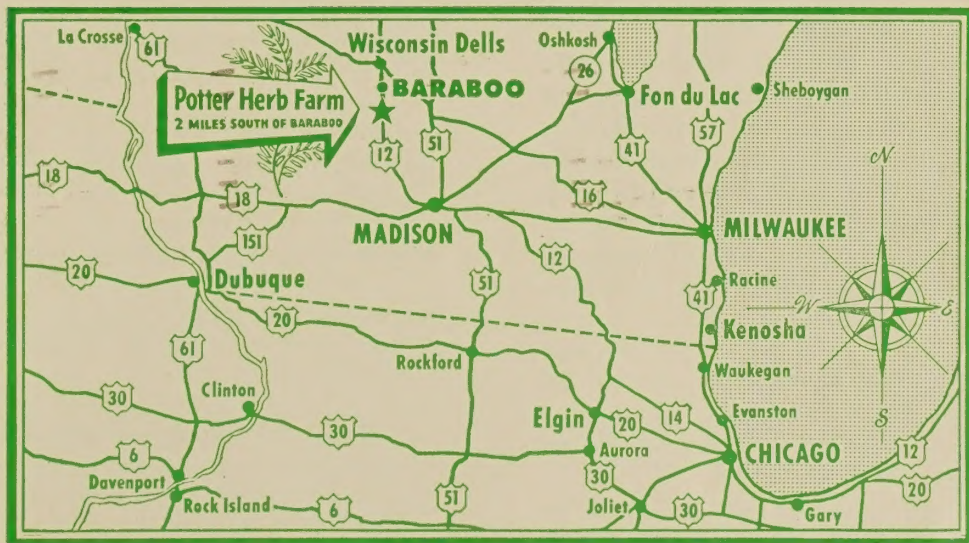 La Crosse
61
Wisconsin Dells
Oshkosh
26
BARABOO
Potter Herb Farm
2 MILES SOUTH OF BARABOO
Fon du Lac
Sheboygan
57
12
51
41
N
18
18
16
MADISON
MILWAUKEE
151
12
20
Dubuque
51
41
Racine
W
E
20
Kenosha
61
Rockford
Waukegan
Clinton
30
Elgin
14
Evanston
S
30
20
CHICAGO
12
6
Aurora
Davenport
30
20
Rock Island
6
51
Joliet
30
Gary